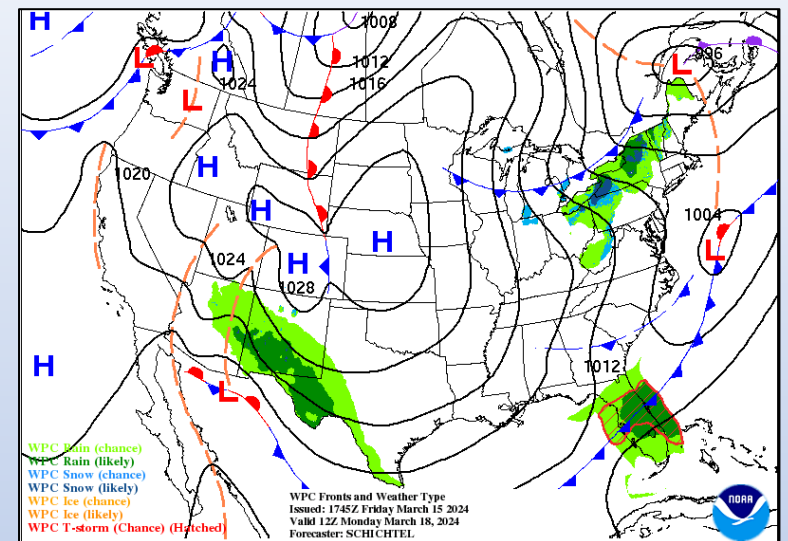 H
1008
L
H
1012
996
L
1024
1016
L
1020
H
H
1004
H
L
1024
H
1028
H
1012
L
WPC Rain (chance)
WPC Rain (likely)
WPC Snow (chance)
WPC Snow (likely)
WPC Ice (chance)
WPC Ice (likely)
WPC T-storm (Chance) (Hatched)
WPC Fronts and Weather Type
Issued: 1745Z Friday March 15 2024
Valid 12Z Monday March 18, 2024
Forecaster: SCHICHTEL
NOAA